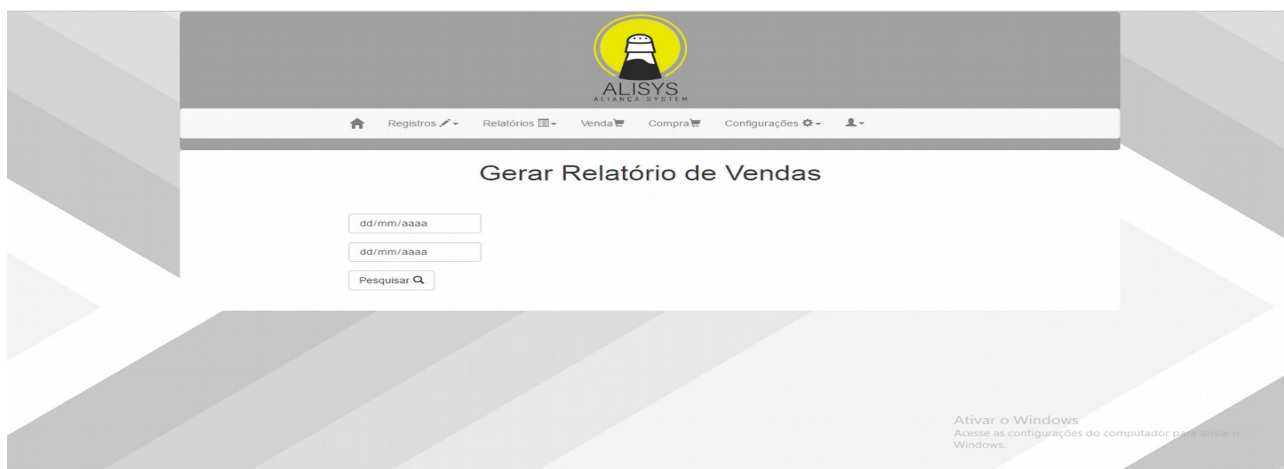 ALISYS
ALIANÇA SYSTEM
Registros Relatórios Venda Compra Configurações
Gerar Relatório de Vendas
dd/mm/aaaa
dd/mm/aaaa
Pesquisar
Ativar o Windows
Acesse as configurações do computador para ativar o
Windows.